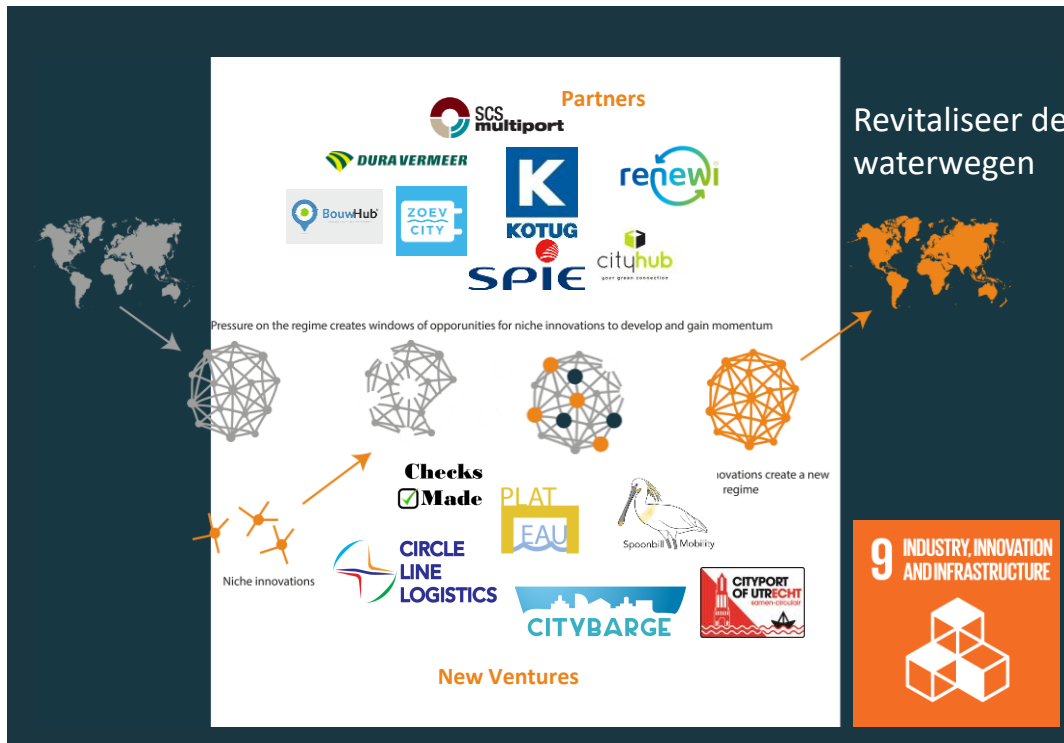 Partners
SCS
multiport
DURA VERMEER
K
KOTUG
renewi
BouwHub
ZOEV
CITY
SPIE
cityhub
your green connection
Revitaliseer de
waterwegen
Pressure on the regime creates windows of opporunities for niche innovations to develop and gain momentum
ovations create a new
regime
Checks
Made
PLAT
EAU
Spoonbill Mobility
Niche innovations
CIRCLE
LINE
LOGISTICS
CITYBARGE
CITYPORT
OF UTRECHT
samen-circulair
New Ventures
9 INDUSTRY, INNOVATION
AND INFRASTRUCTURE